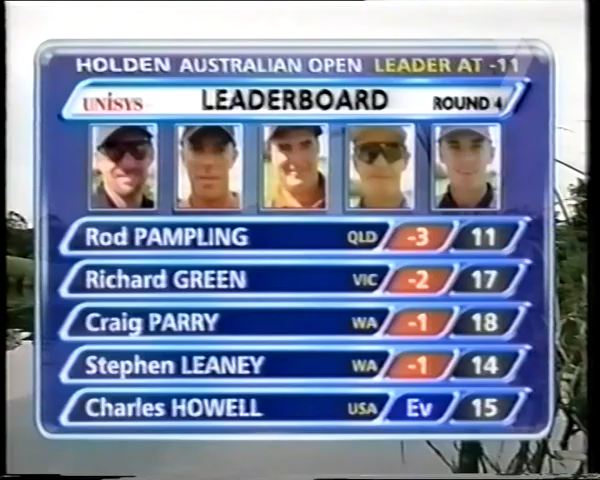 HOLDEN AUSTRALIAN OPEN LEADER AT -11
UNISYS LEADERBOARD ROUND 4
Rod PAMPLING QLD -3 11
Richard GREEN VIC -2 17
Craig PARRY WA -1 18
Stephen LEANEY WA -1 14
Charles HOWELL USA Ev 15